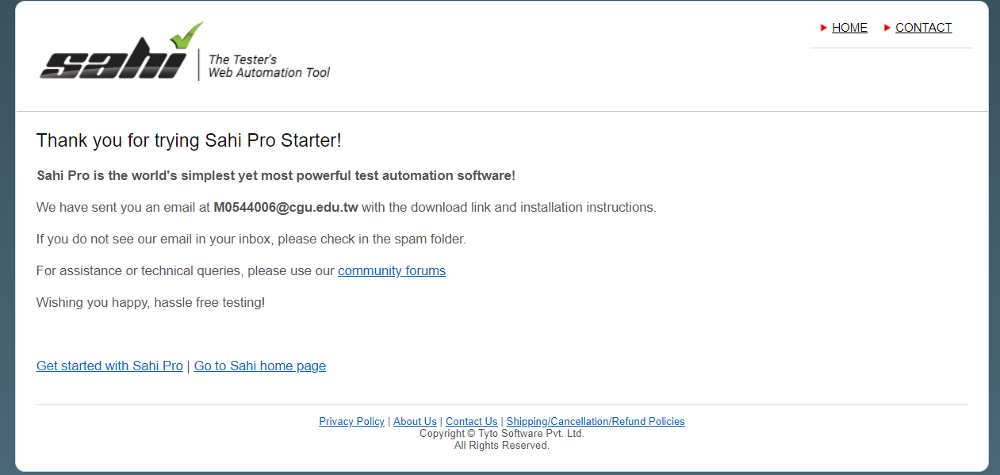 HOME CONTACT
sahi
The Tester's
Web Automation Tool
Thank you for trying Sahi Pro Starter!
Sahi Pro is the world's simplest yet most powerful test automation software!
We have sent you an email at M0544006@cgu.edu.tw with the download link and installation instructions.
If you do not see our email in your inbox, please check in the spam folder.
For assistance or technical queries, please use our community forums
Wishing you happy, hassle free testing!
Get started with Sahi Pro | Go to Sahi home page
Privacy Policy | About Us | Contact Us | Shipping/Cancellation/Refund Policies
Copyright © Tyto Software Pvt. Ltd.
All Rights Reserved.